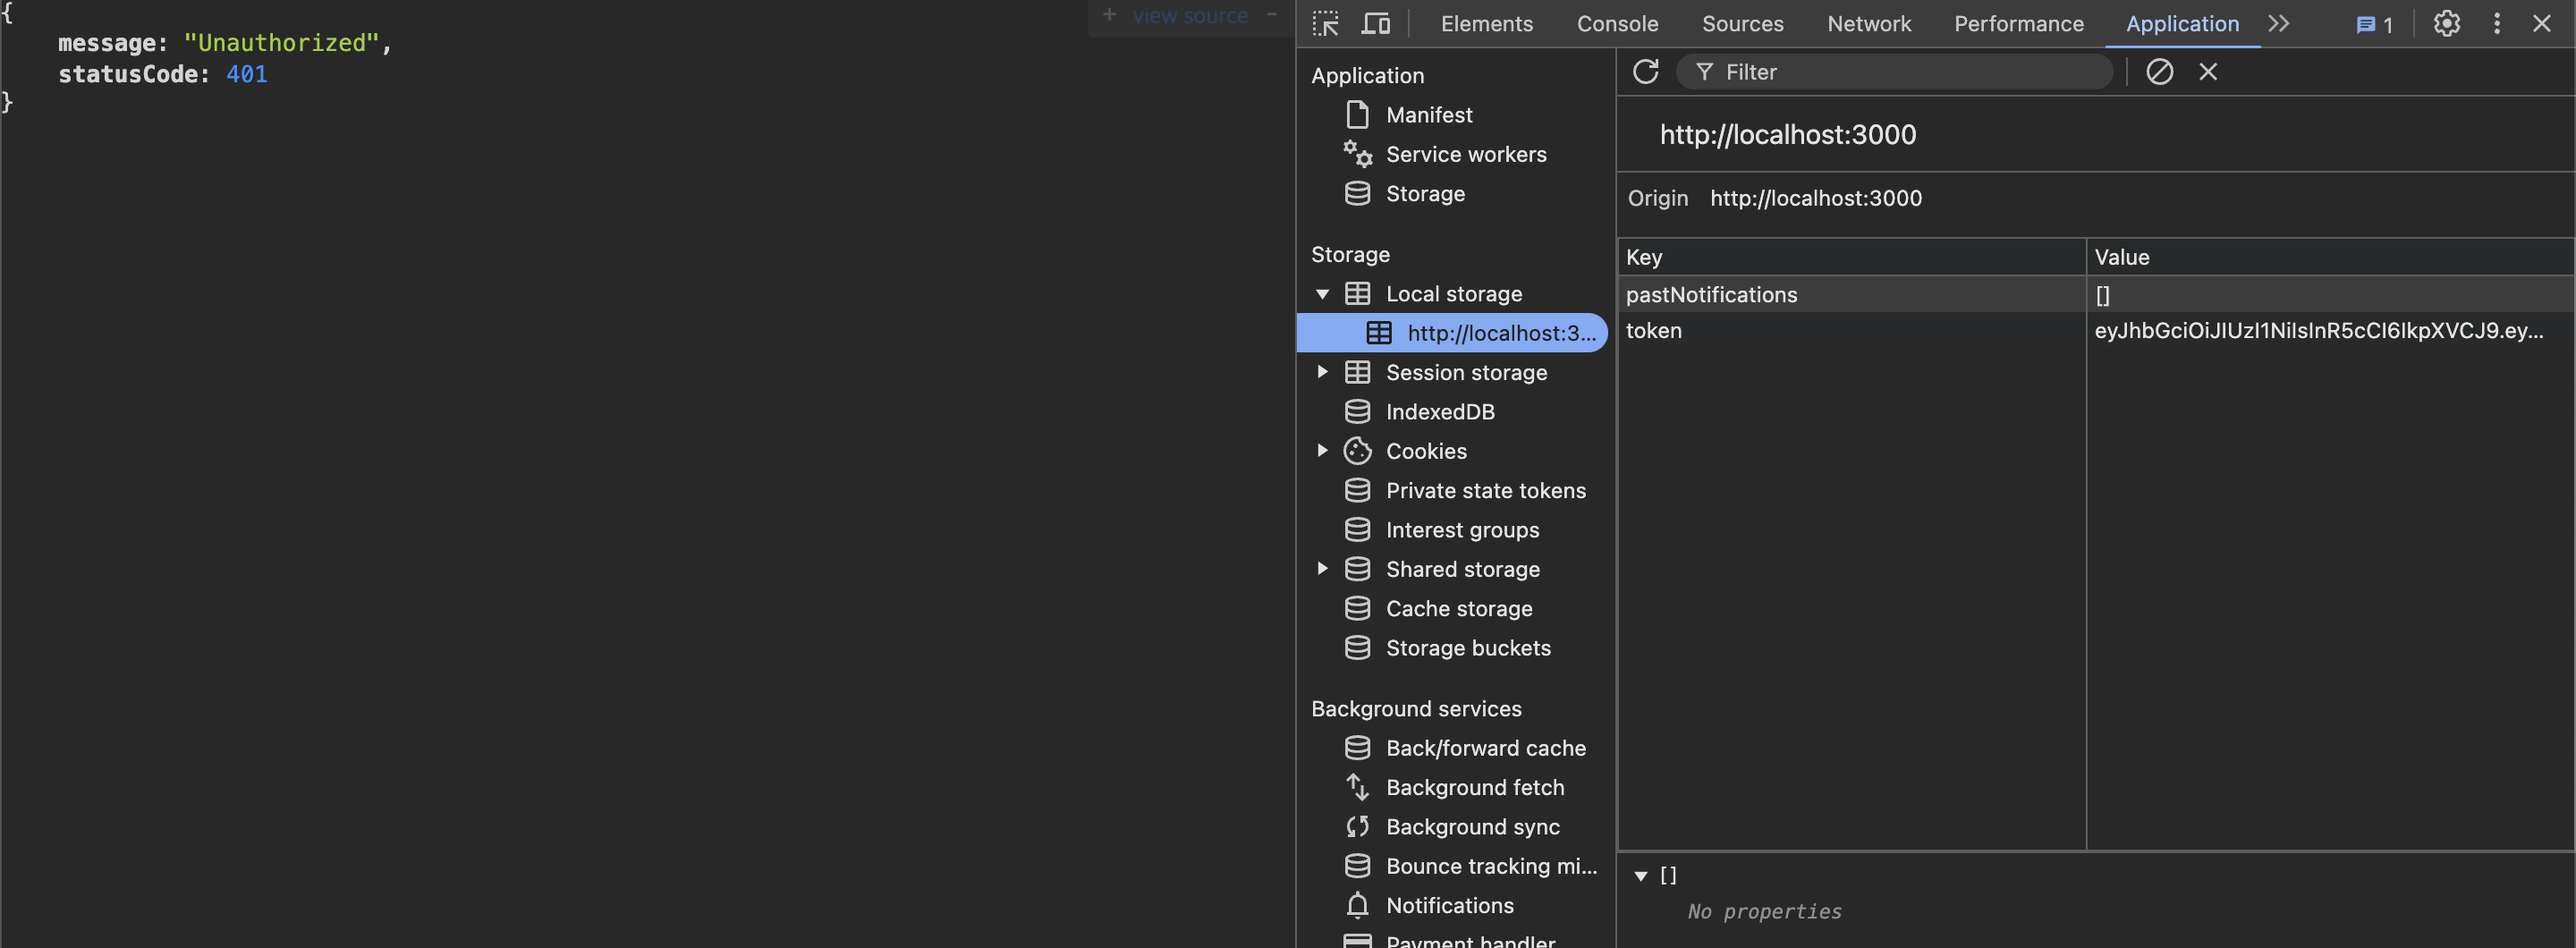 {
message: "Unauthorized",
statusCode: 401
}
+ view source -
Elements Console Sources Network Performance Application 1
Application
Manifest
Service workers
Storage
Storage
Local storage
http://localhost:3...
Session storage
IndexedDB
Cookies
Private state tokens
Interest groups
Shared storage
Cache storage
Storage buckets
Background services
Back/forward cache
Background fetch
Background sync
Bounce tracking mi...
Notifications
Payment handler
Filter
http://localhost:3000
Origin http://localhost:3000
Key Value
pastNotifications []
token eyJhbGciOiJIUzI1NiIsInR5cCI6IkpXVCJ9.ey...
[]
No properties